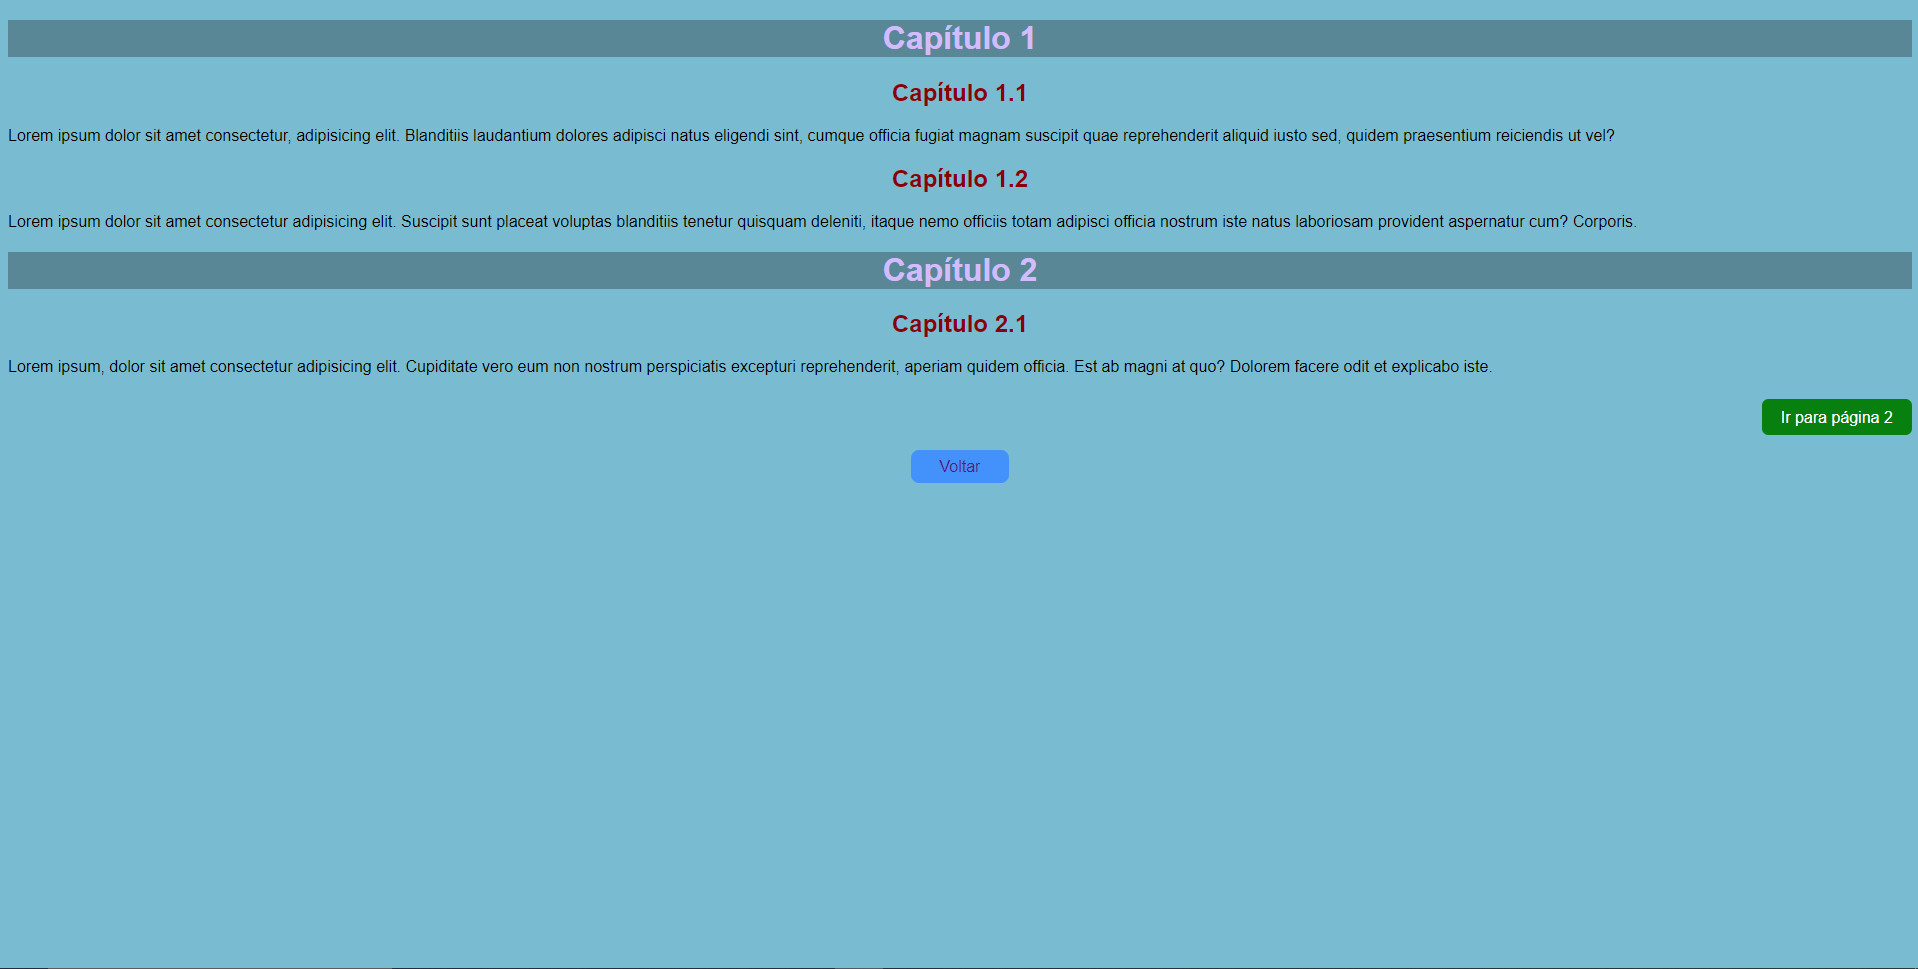 Capítulo 1
Capítulo 1.1
Lorem ipsum dolor sit amet consectetur, adipisicing elit. Blanditiis laudantium dolores adipisci natus eligendi sint, cumque officia fugiat magnam suscipit quae reprehenderit aliquid iusto sed, quidem praesentium reiciendis ut vel?
Capítulo 1.2
Lorem ipsum dolor sit amet consectetur adipisicing elit. Suscipit sunt placeat voluptas blanditiis tenetur quisquam deleniti, itaque nemo officiis totam adipisci officia nostrum iste natus laboriosam provident aspernatur cum? Corporis.
Capítulo 2
Capítulo 2.1
Lorem ipsum, dolor sit amet consectetur adipisicing elit. Cupiditate vero eum non nostrum perspiciatis excepturi reprehenderit, aperiam quidem officia. Est ab magni at quo? Dolorem facere odit et explicabo iste.
Ir para página 2
Voltar